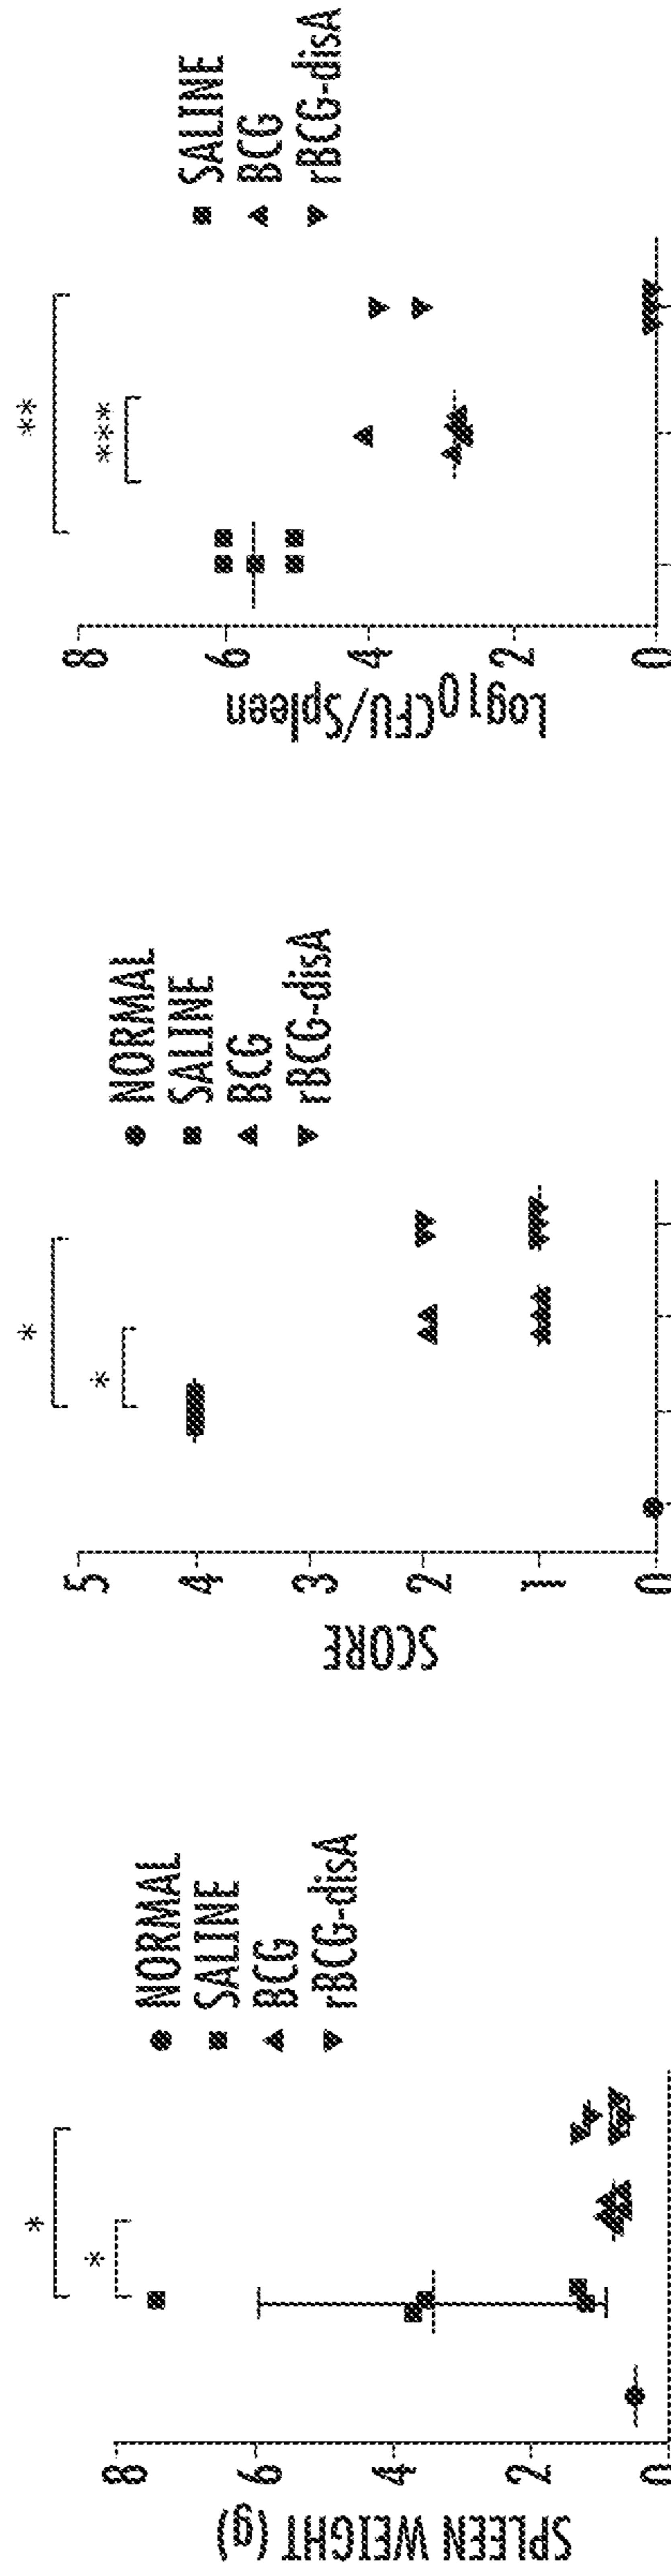 *
*
8
6
4
2
0
SPLEEN WEIGHT (g)
NORMAL
SALINE
BCG
rBCG-disA
*
*
5
4
3
2
1
0
SCORE
NORMAL
SALINE
BCG
rBCG-disA
**
***
8
6
4
2
0
Log10CFU/Spleen
SALINE
BCG
rBCG-disA